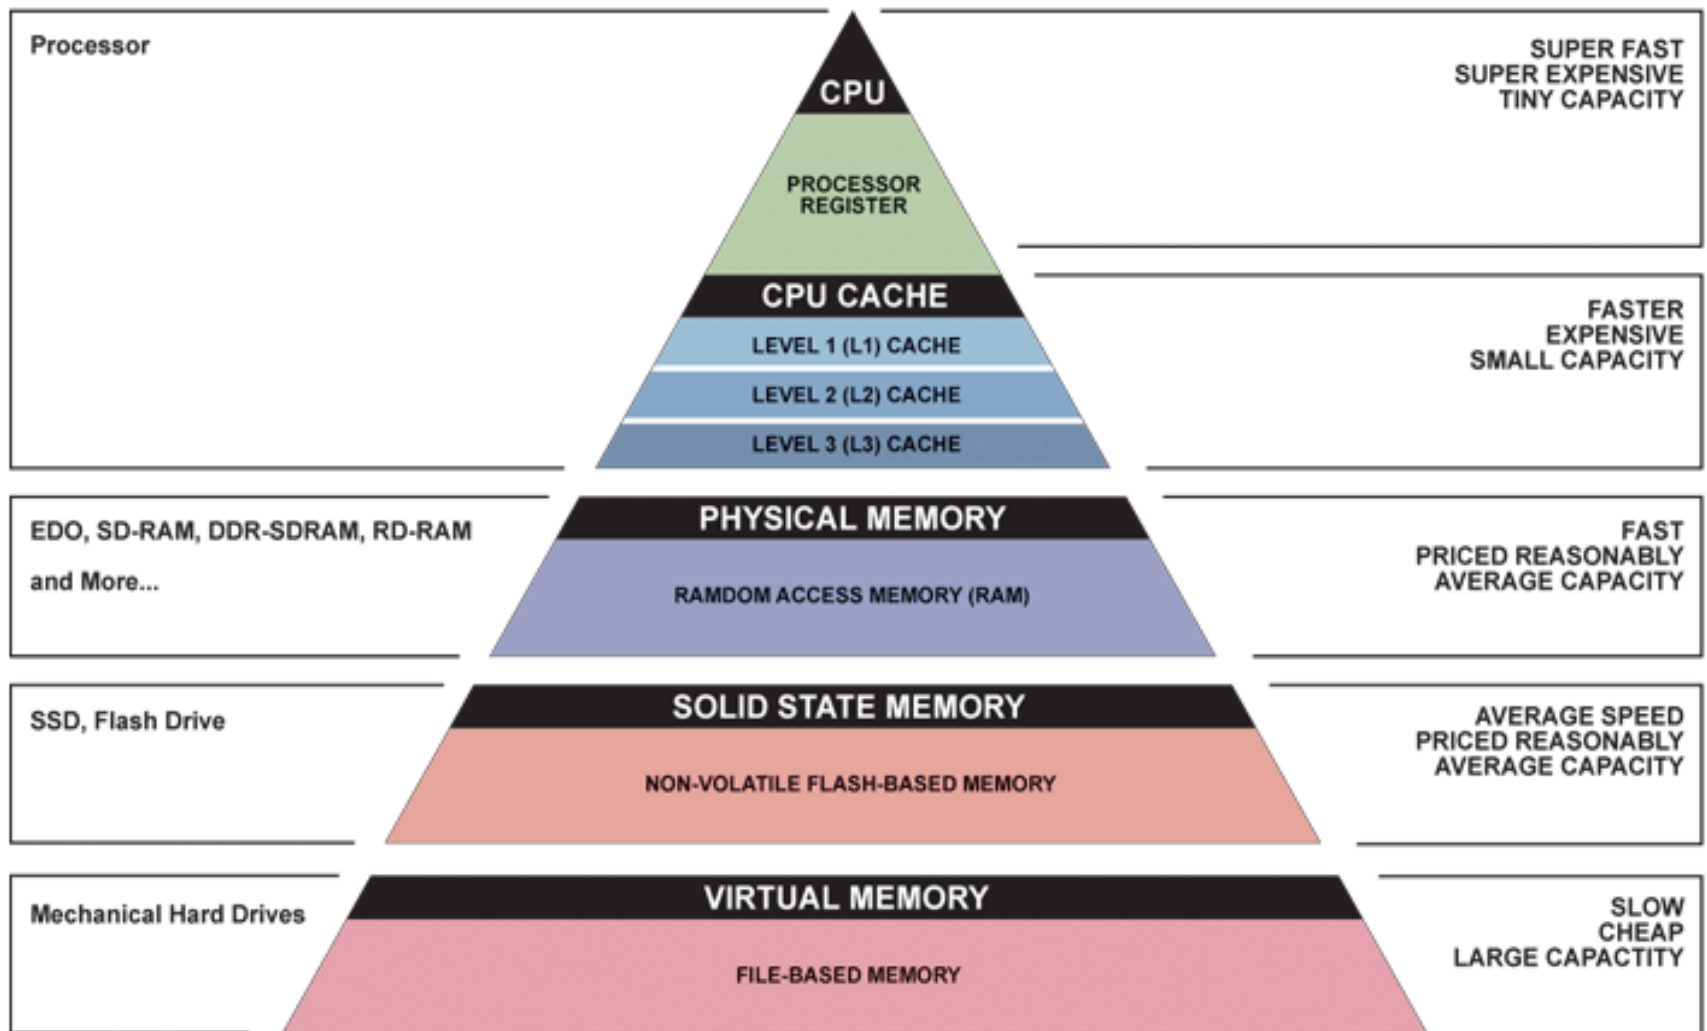 Processor
CPU
SUPER FAST
SUPER EXPENSIVE
TINY CAPACITY
PROCESSOR
REGISTER
CPU CACHE
LEVEL 1 (L1) CACHE
LEVEL 2 (L2) CACHE
LEVEL 3 (L3) CACHE
FASTER
EXPENSIVE
SMALL CAPACITY
EDO, SD-RAM, DDR-SDRAM, RD-RAM
and More...
PHYSICAL MEMORY
RAMDOM ACCESS MEMORY (RAM)
FAST
PRICED REASONABLY
AVERAGE CAPACITY
SSD, Flash Drive
SOLID STATE MEMORY
NON-VOLATILE FLASH-BASED MEMORY
AVERAGE SPEED
PRICED REASONABLY
AVERAGE CAPACITY
Mechanical Hard Drives
VIRTUAL MEMORY
FILE-BASED MEMORY
SLOW
CHEAP
LARGE CAPACTITY